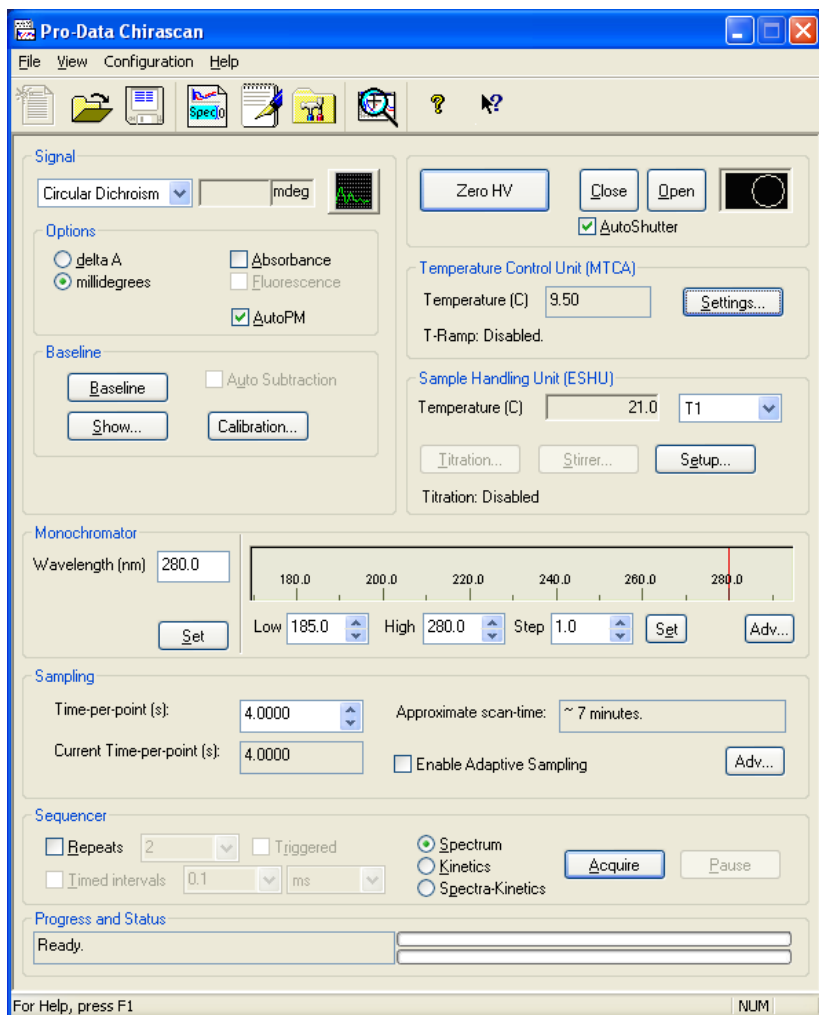 Pro-Data Chirascan
File View Configuration Help
Spec|o
Signal
Circular Dichroism
mdeg
Options
delta A
millidegrees
Absorbance
Fluorescence
AutoPM
Baseline
Baseline
Auto Subtraction
Show...
Calibration...
Zero HV
Close
Open
AutoShutter
Temperature Control Unit (MTCA)
Temperature (C) 9.50
Settings...
T-Ramp: Disabled.
Sample Handling Unit (ESHU)
Temperature (C) 21.0 T1
Titration... Stirrer... Setup...
Titration: Disabled
Monochromator
Wavelength (nm) 280.0
Set
180.0 200.0 220.0 240.0 260.0 280.0
Low 185.0 High 280.0 Step 1.0 Set Adv...
Sampling
Time-per-point (s): 4.0000 Approximate scan-time: ~ 7 minutes.
Current Time-per-point (s): 4.0000 Enable Adaptive Sampling Adv...
Sequencer
Repeats 2 Triggered
Timed intervals 0.1 ms
Spectrum
Kinetics
Spectra-Kinetics
Acquire Pause
Progress and Status
Ready.
For Help, press F1 NUM